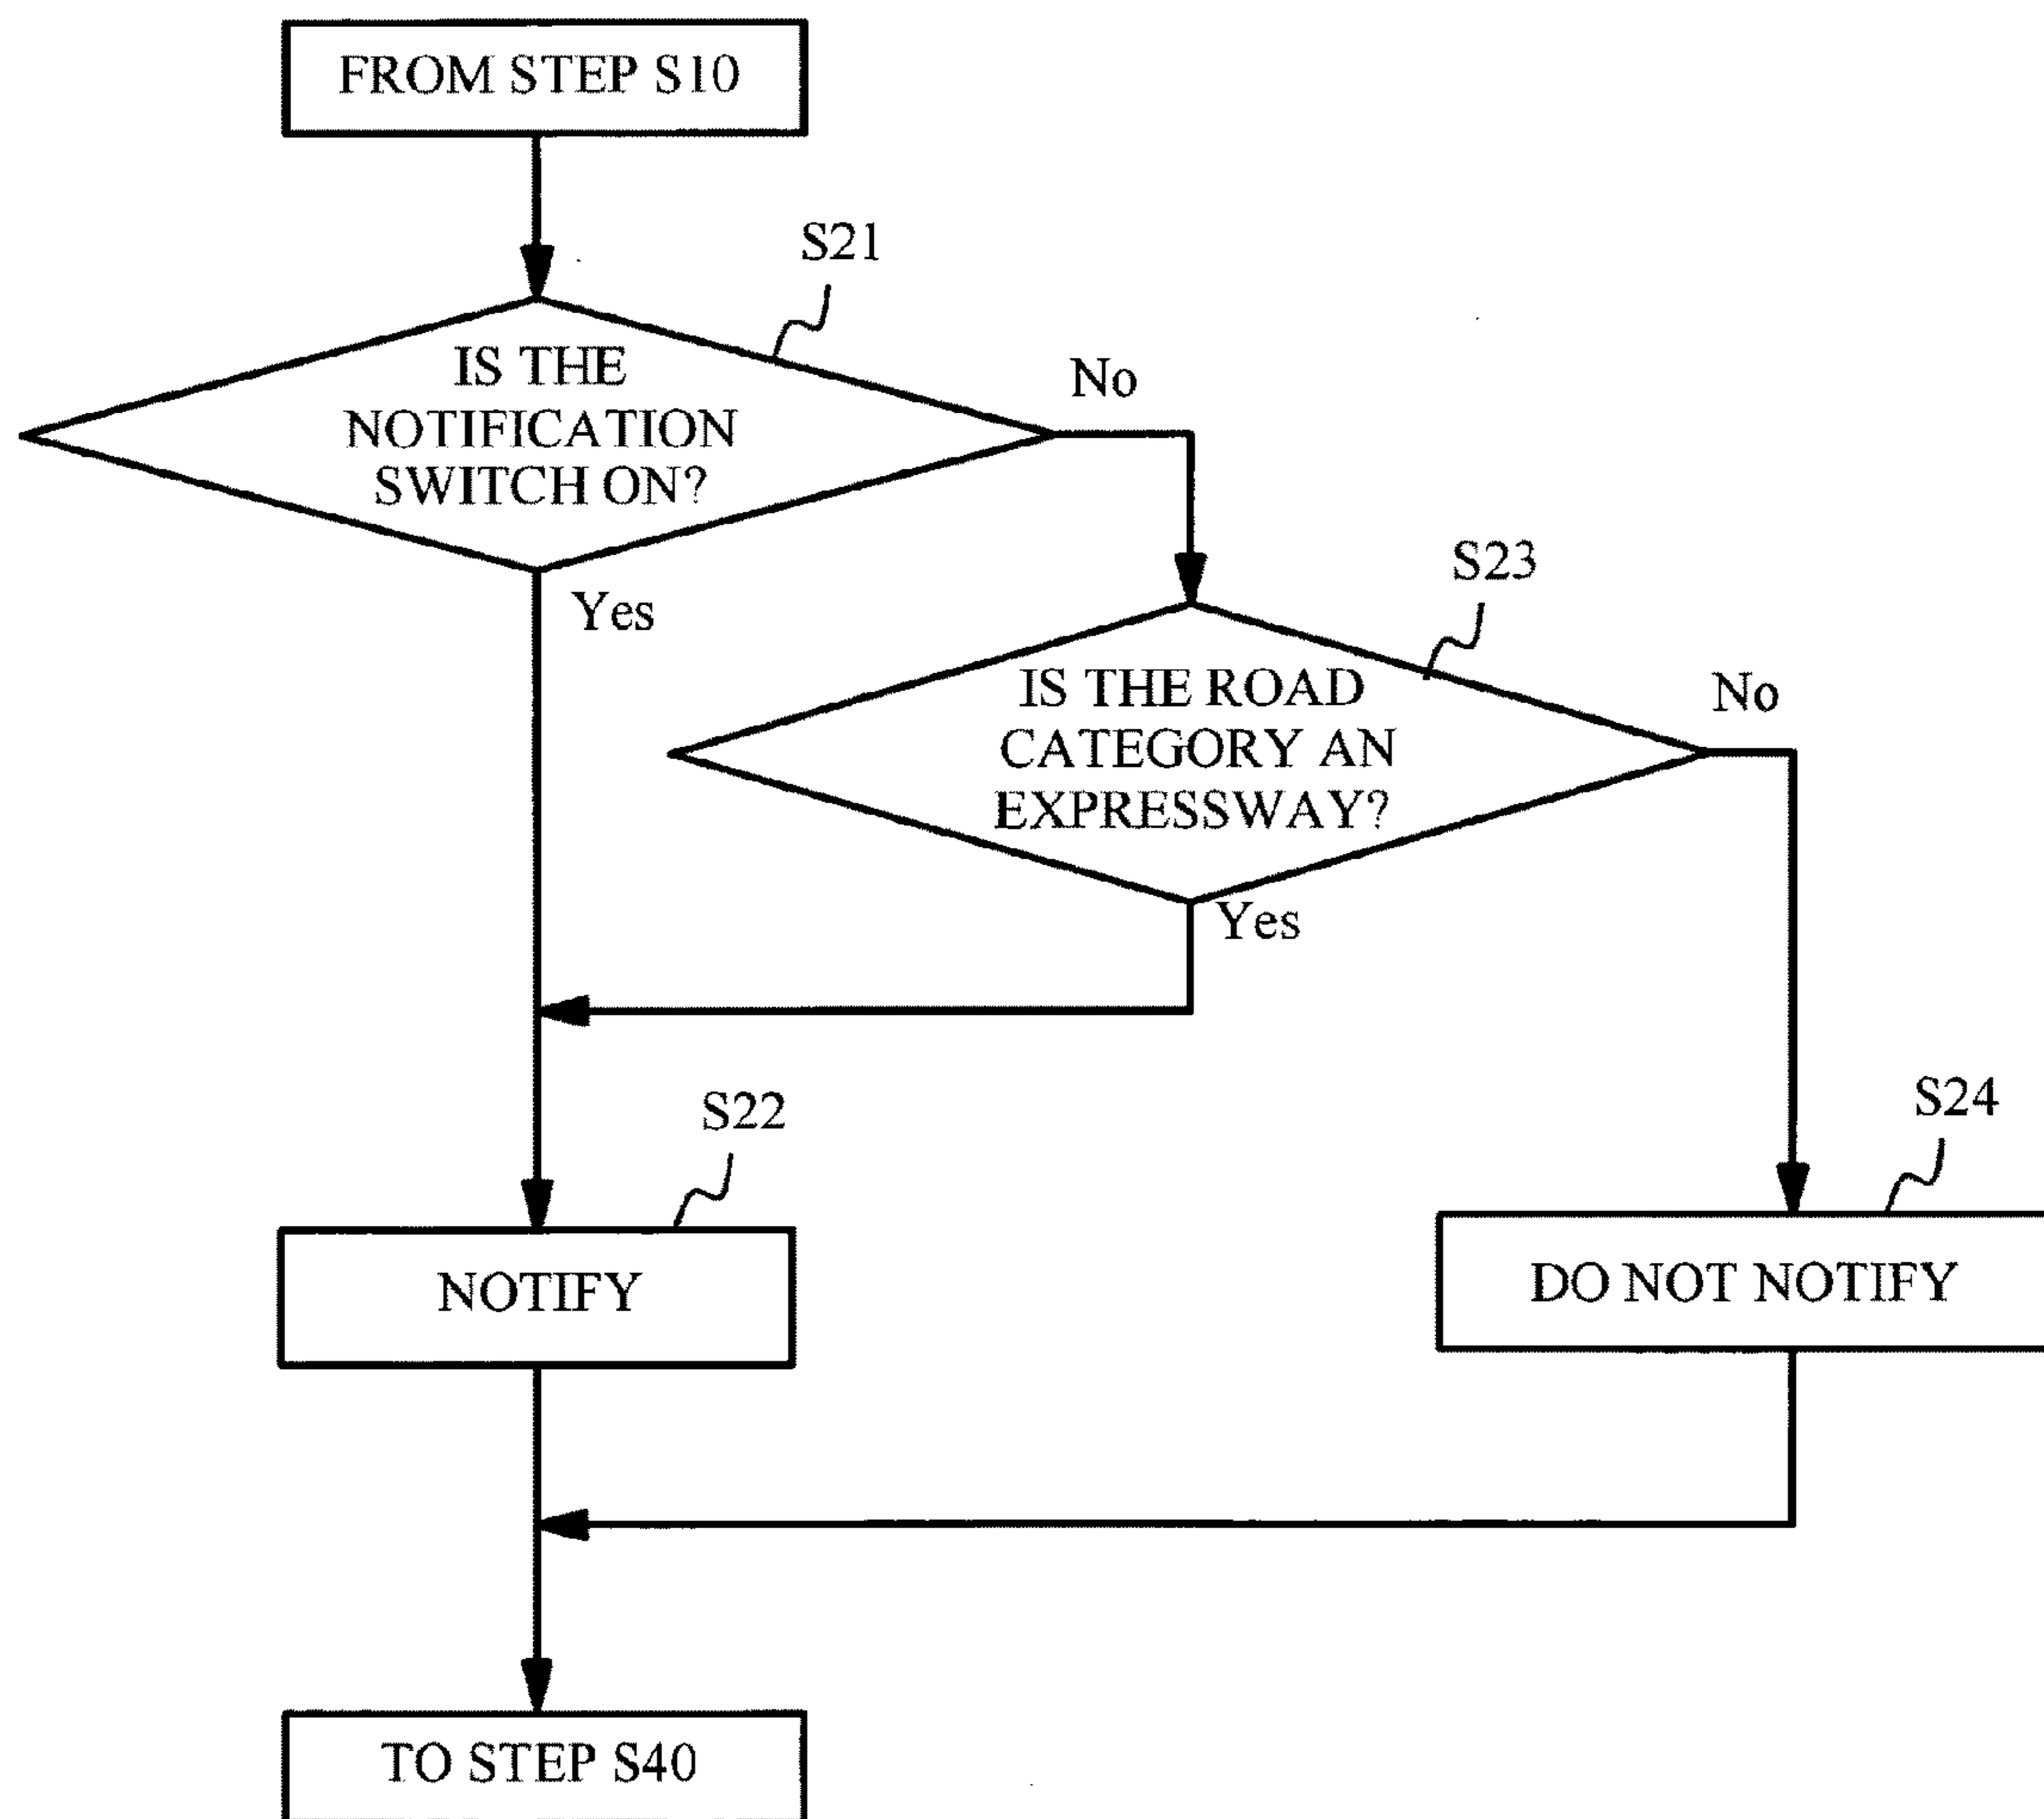 FROM STEP S10
S21
IS THE
NOTIFICATION
SWITCH ON?
No
Yes
S23
IS THE ROAD
CATEGORY AN
EXPRESSWAY?
No
Yes
S22
NOTIFY
S24
DO NOT NOTIFY
TO STEP S40